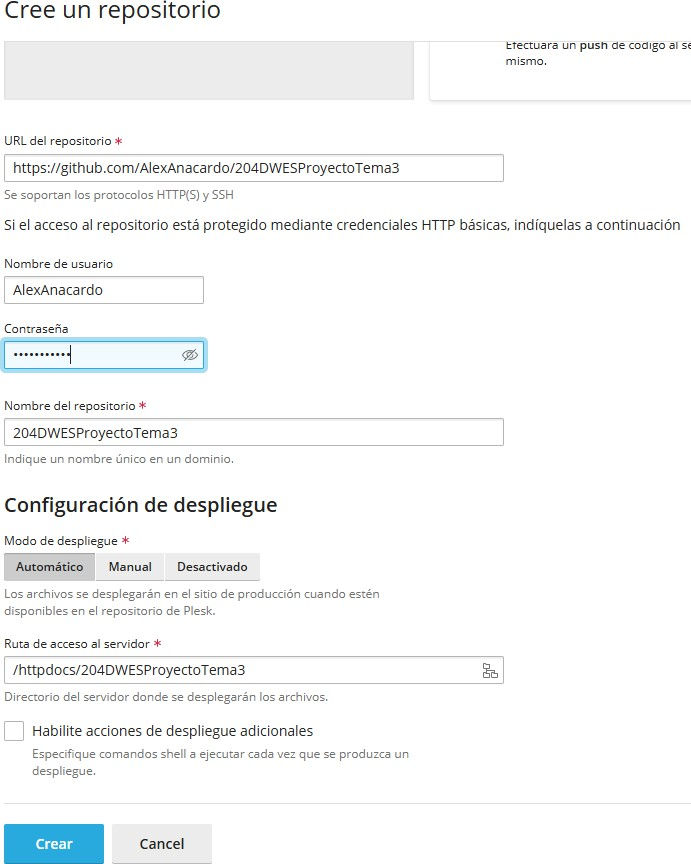 Cree un repositorio
Efectuará un push de código al se
mismo.
URL del repositorio *
https://github.com/AlexAnacardo/204DWESProyectoTema3
Se soportan los protocolos HTTP(S) y SSH
Si el acceso al repositorio está protegido mediante credenciales HTTP básicas, indíquelas a continuación
Nombre de usuario
AlexAnacardo
Contraseña
•••••••••••
Nombre del repositorio *
204DWESProyectoTema3
Indique un nombre único en un dominio.
Configuración de despliegue
Modo de despliegue *
Automático Manual Desactivado
Los archivos se desplegarán en el sitio de producción cuando estén
disponibles en el repositorio de Plesk.
Ruta de acceso al servidor *
/httpdocs/204DWESProyectoTema3
Directorio del servidor donde se desplegarán los archivos.
Habilite acciones de despliegue adicionales
Especifique comandos shell a ejecutar cada vez que se produzca un
despliegue.
Crear Cancel